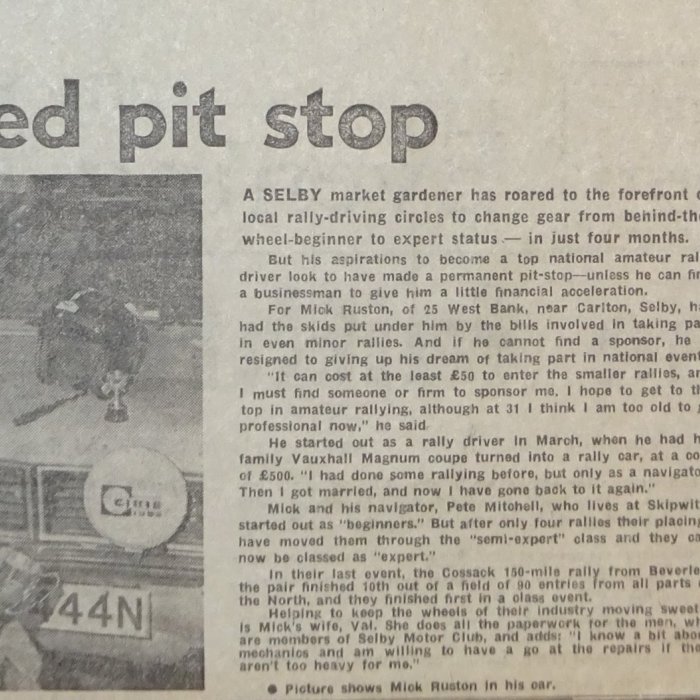 ed pit stop
A SELBY market gardener has roared to the forefront
local rally-driving circles to change gear from behind-the
wheel-beginner to expert status — in just four months.
But his aspirations to become a top national amateur
driver look to have made a permanent pit-stop—unless he can
a businessman to give him a little financial acceleration.
For Mick Ruston, of 25 West Bank, near Carlton, Selby,
had the skids put under him by the bills involved in taking
in even minor rallies. And if he cannot find a sponsor, he
resigned to giving up his dream of taking part in national
"It can cost at the least £50 to enter the smaller rallies,
I must find someone or firm to sponsor me. I hope to get to
top in amateur rallying, although at 31 I think I am too old to
professional now," he said.
He started out as a rally driver in March, when he had
family Vauxhall Magnum coupe turned into a rally car, at a
of £500. "I had done some rallying before, but only as a
Then I got married, and now I have gone back to it again."
Mick and his navigator, Pete Mitchell, who lives at
started out as "beginners." But after only four rallies their
have moved them through the "semi-expert" class and they
now be classed as "expert."
In their last event, the Cossack 150-mile rally from
the pair finished 10th out of a field of 90 entries from all parts
the North, and they finished first in a class event.
Helping to keep the wheels of their industry moving
is Mick's wife, Val. She does all the paperwork for the men,
are members of Selby Motor Club, and adds: "I know a bit
mechanics and am willing to have a go at the repairs if
aren't too heavy for me."
● Picture shows Mick Ruston in his car.
44N